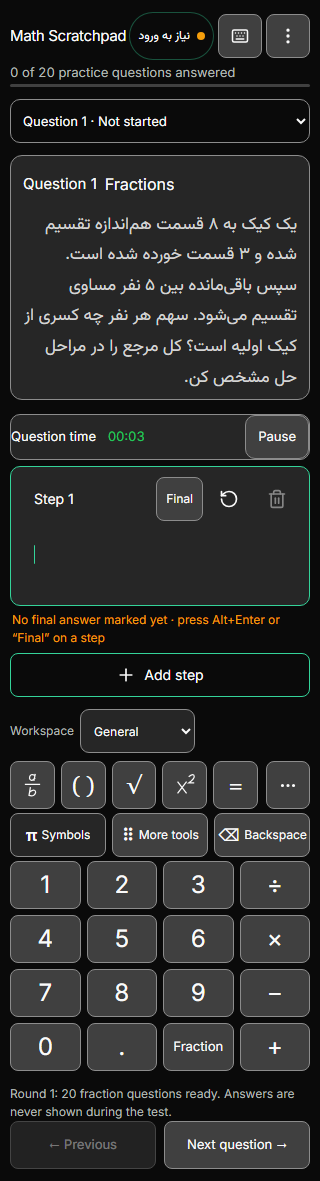 Math Scratchpad نیاز به ورود
0 of 20 practice questions answered
Question 1 · Not started
Question 1 Fractions
یک کیک به ۸ قسمت هم‌اندازه تقسیم
شده و ۳ قسمت خورده شده است.
سپس باقی‌مانده بین ۵ نفر مساوی
تقسیم می‌شود. سهم هر نفر چه کسری از
کیک اولیه است؟ کل مرجع را در مراحل
حل مشخص کن.
Question time 00:03 Pause
Step 1 Final
No final answer marked yet · press Alt+Enter or
“Final” on a step
+ Add step
Workspace General
a/b ( ) √ x² = ···
π Symbols ⠿ More tools ⌫ Backspace
1 2 3 ÷
4 5 6 ×
7 8 9 −
0 . Fraction +
Round 1: 20 fraction questions ready. Answers are
never shown during the test.
← Previous Next question →